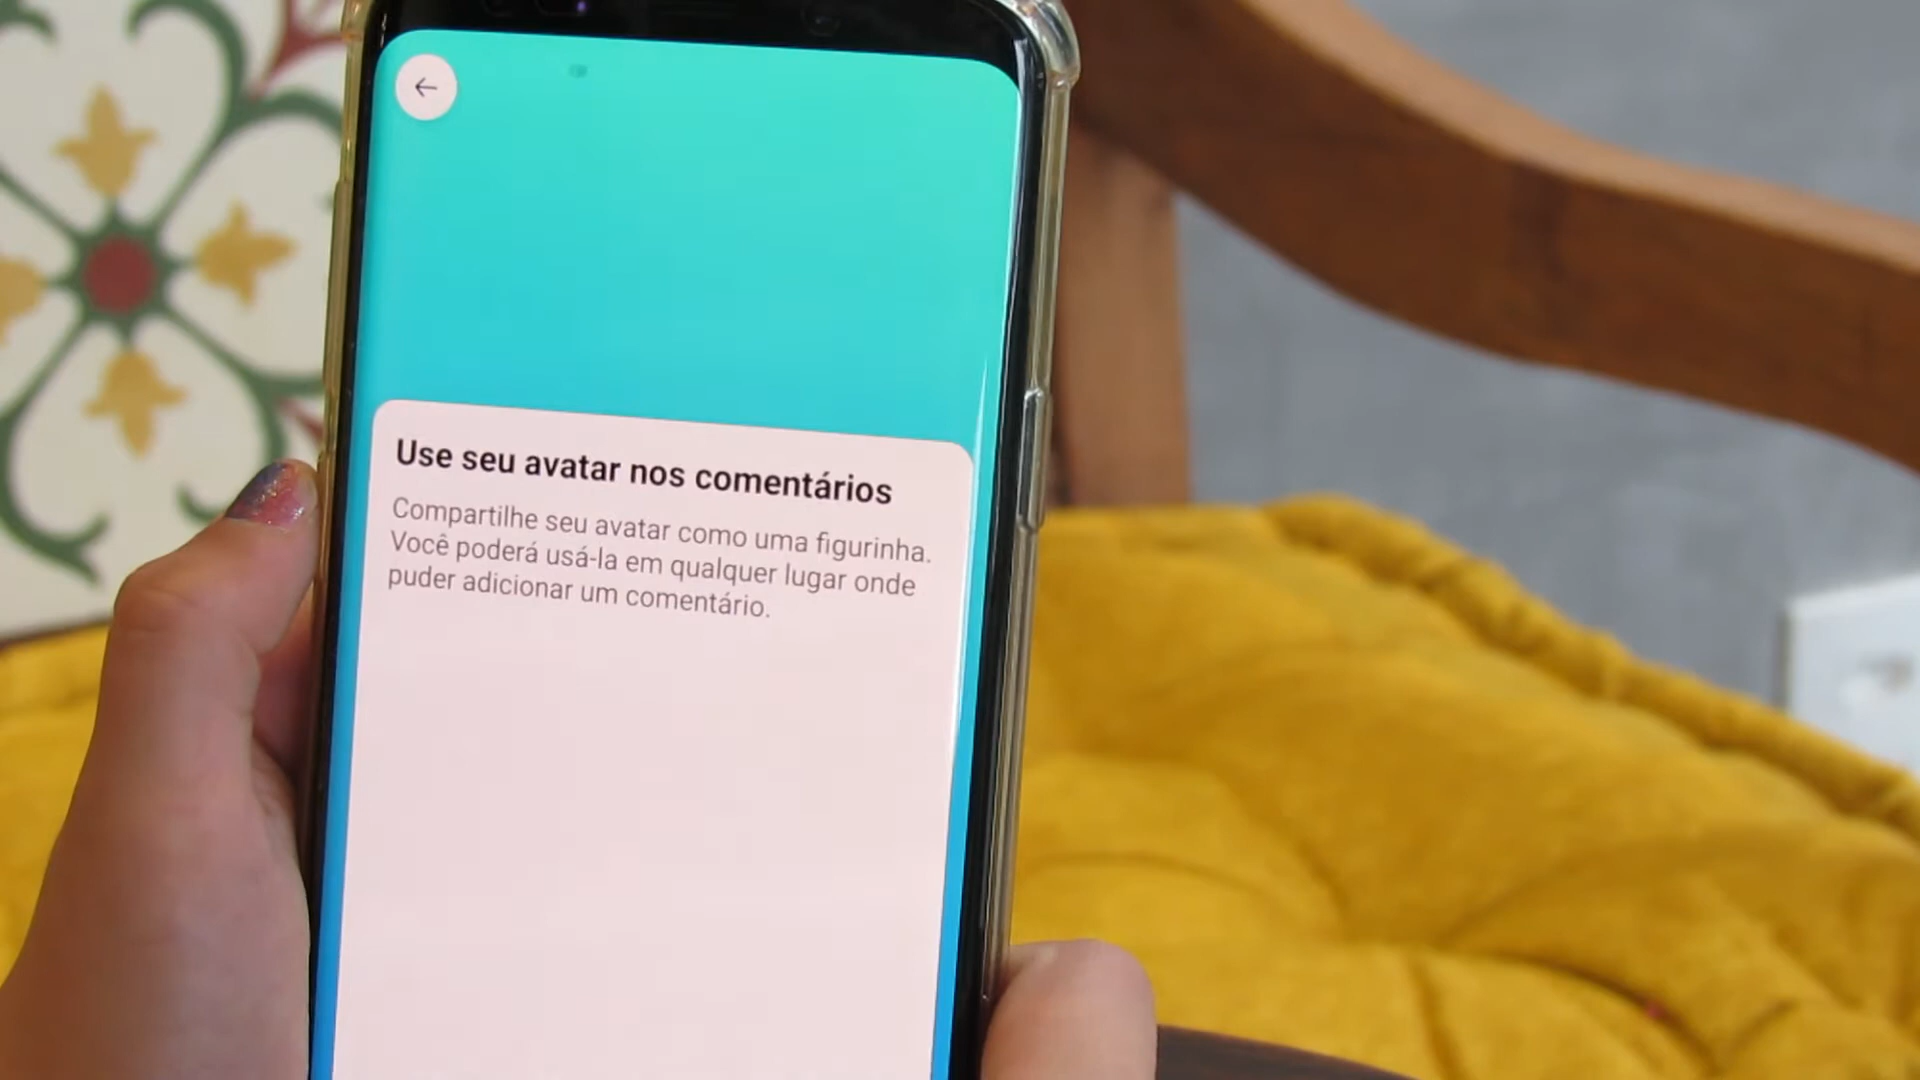 Use seu avatar nos comentários
Compartilhe seu avatar como uma figurinha.
Você poderá usá-la em qualquer lugar onde
puder adicionar um comentário.